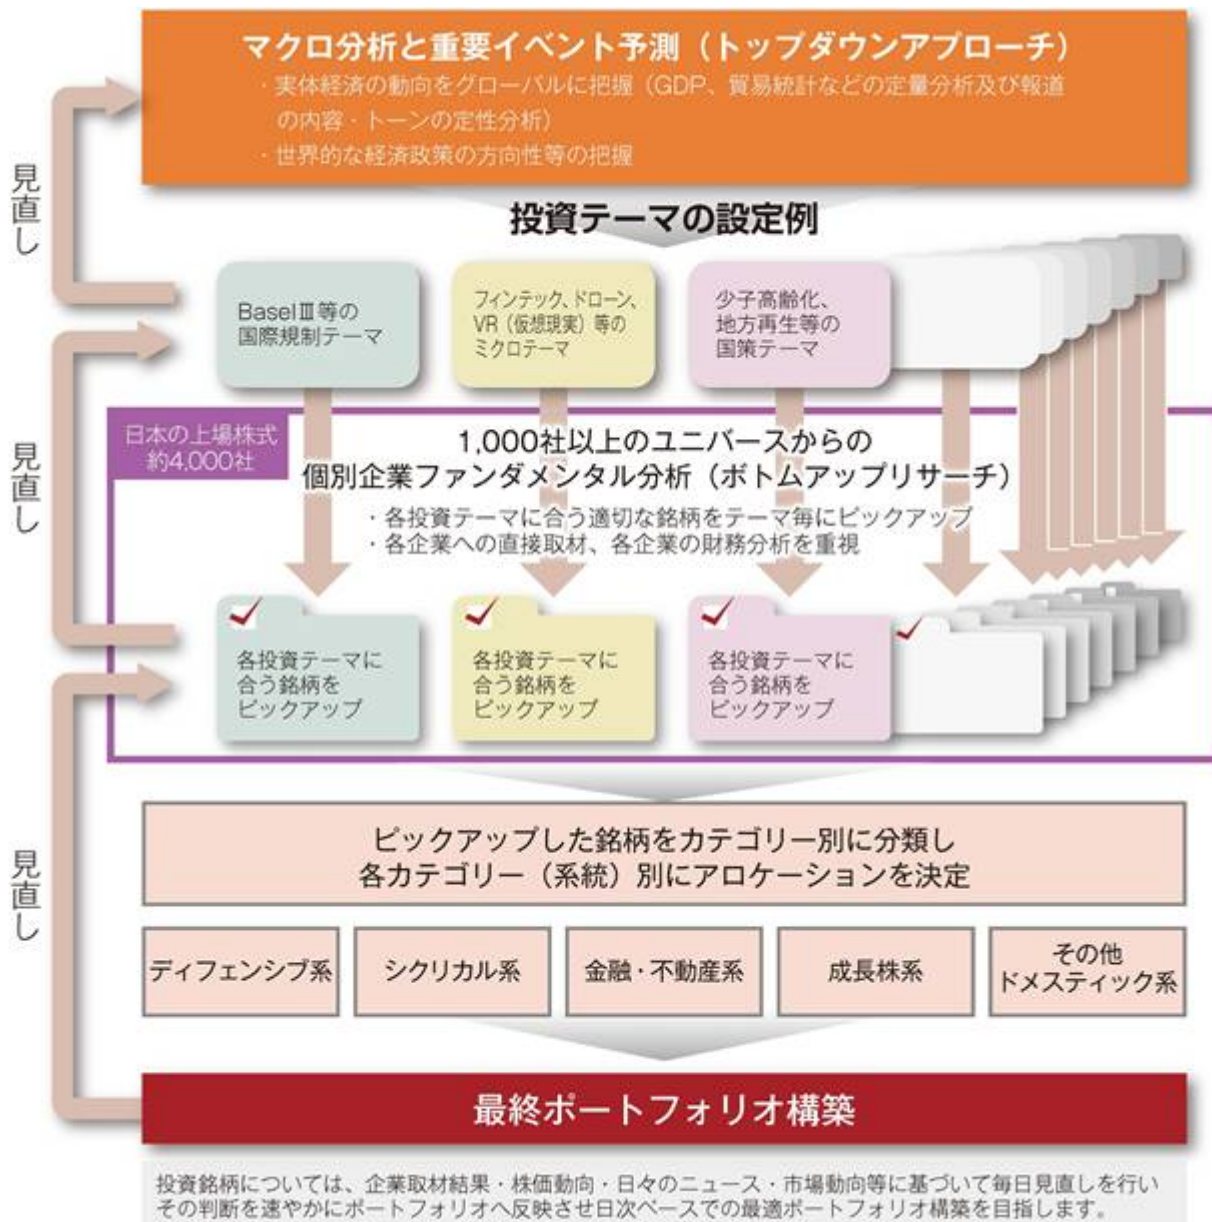 マクロ分析と重要イベント予測（トップダウンアプローチ）
・実体経済の動向をグローバルに把握（GDP、貿易統計などの定量分析及び報道
の内容・トーンの定性分析）
・世界的な経済政策の方向性等の把握
見直し
投資テーマの設定例
BaselⅢ等の
国際規制テーマ
フィンテック、ドローン、
VR（仮想現実）等の
ミクロテーマ
少子高齢化、
地方再生等の
国策テーマ
見直し
日本の上場株式
約4,000社
1,000社以上のユニバースからの
個別企業ファンダメンタル分析（ボトムアップリサーチ）
・各投資テーマに合う適切な銘柄をテーマ毎にピックアップ
・各企業への直接取材、各企業の財務分析を重視
各投資テーマに
合う銘柄を
ピックアップ
各投資テーマに
合う銘柄を
ピックアップ
各投資テーマに
合う銘柄を
ピックアップ
見直し
ピックアップした銘柄をカテゴリー別に分類し
各カテゴリー（系統）別にアロケーションを決定
ディフェンシブ系
シクリカル系
金融・不動産系
成長株系
その他
ドメスティック系
最終ポートフォリオ構築
投資銘柄については、企業取材結果・株価動向・日々のニュース・市場動向等に基づいて毎日見直しを行い
その判断を速やかにポートフォリオへ反映させ日次ベースでの最適ポートフォリオ構築を目指します。